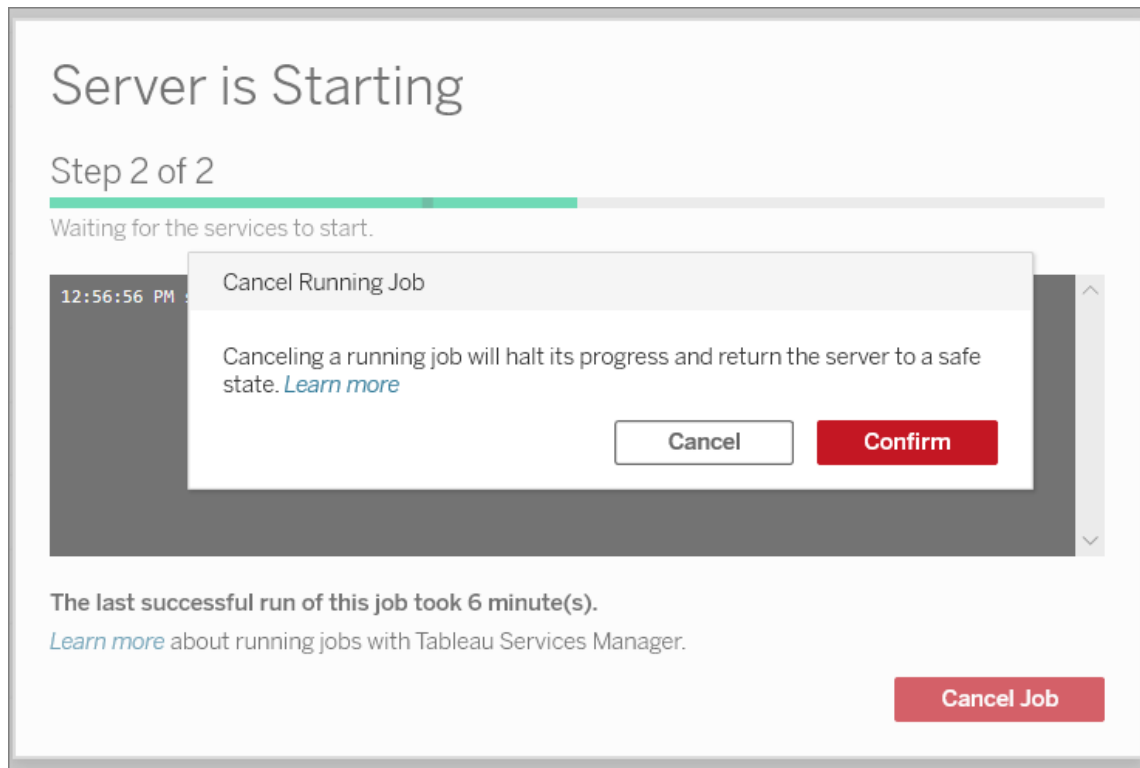 Server is Starting
Step 2 of 2
Waiting for the services to start.
12:56:56 PM
Cancel Running Job
Canceling a running job will halt its progress and return the server to a safe
state. Learn more
Cancel
Confirm
The last successful run of this job took 6 minute(s).
Learn more about running jobs with Tableau Services Manager.
Cancel Job